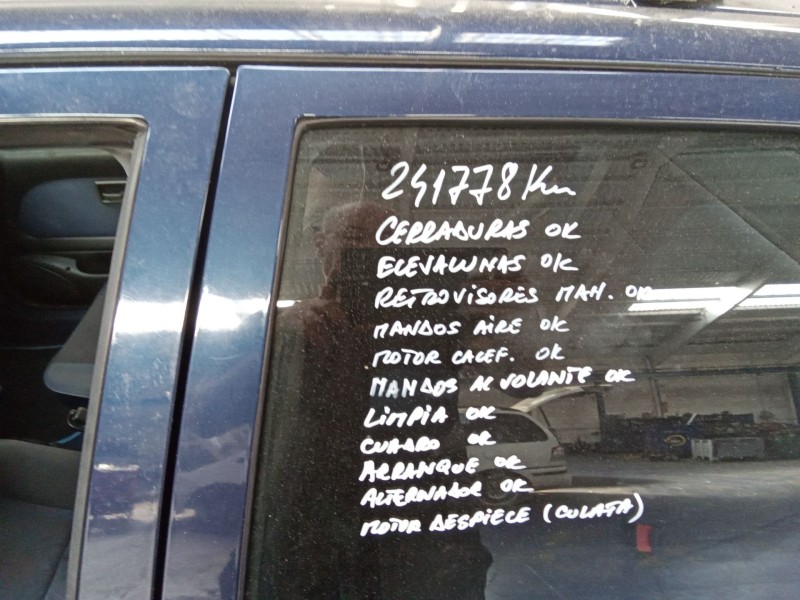 241778 Km
CERRADURAS OK
ELEVALUNAS OK
RETROVISORES MAN. OK
MANDOS AIRE OK
MOTOR CALEF. OK
MANDOS AL VOLANTE OK
LIMPIA OK
CUADRO OK
ARRANQUE OK
ALTERNADOR OK
MOTOR DESPIECE (CULATA)